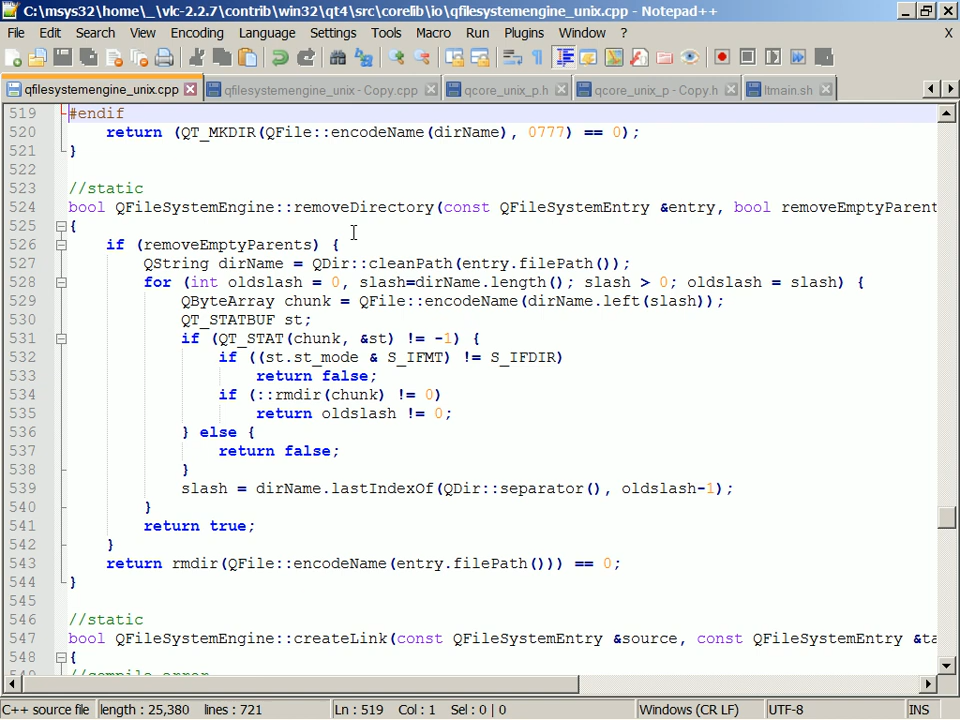 C:\msys32\home\_\vlc-2.2.7\contrib\win32\qt4\src\corelib\io\qfilesystemengine_unix.cpp - Notepad++
File Edit Search View Encoding Language Settings Tools Macro Run Plugins Window ? X
qfilesystemengine_unix.cpp qfilesystemengine_unix - Copy.cpp qcore_unix_p.h qcore_unix_p - Copy.h ltmain.sh
519 #endif
520 return (QT_MKDIR(QFile::encodeName(dirName), 0777) == 0);
521 }
522
523 //static
524 bool QFileSystemEngine::removeDirectory(const QFileSystemEntry &entry, bool removeEmptyParent
525 {
526 if (removeEmptyParents) {
527 QString dirName = QDir::cleanPath(entry.filePath());
528 for (int oldslash = 0, slash=dirName.length(); slash > 0; oldslash = slash) {
529 QByteArray chunk = QFile::encodeName(dirName.left(slash));
530 QT_STATBUF st;
531 if (QT_STAT(chunk, &st) != -1) {
532 if ((st.st_mode & S_IFMT) != S_IFDIR)
533 return false;
534 if (::rmdir(chunk) != 0)
535 return oldslash != 0;
536 } else {
537 return false;
538 }
539 slash = dirName.lastIndexOf(QDir::separator(), oldslash-1);
540 }
541 return true;
542 }
543 return rmdir(QFile::encodeName(entry.filePath())) == 0;
544 }
545
546 //static
547 bool QFileSystemEngine::createLink(const QFileSystemEntry &source, const QFileSystemEntry &ta
548 {
549 //compile error
C++ source file length : 25,380 lines : 721 Ln : 519 Col : 1 Sel : 0 | 0 Windows (CR LF) UTF-8 INS